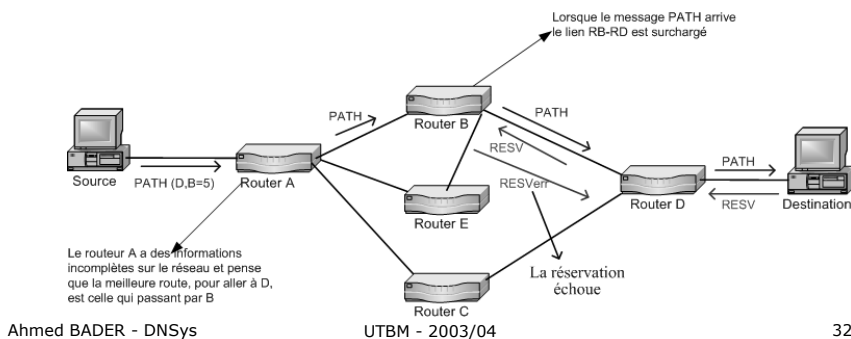 Lorsque le message PATH arrive
le lien RB-RD est surchargé
PATH
Router B
PATH
RESV
Source
PATH (D,B=5)
Router A
RESVerr
Router E
Router D
PATH
RESV
Destination
Le routeur A a des informations
incomplètes sur le réseau et pense
que la meilleure route, pour aller à D,
est celle qui passant par B
La réservation
échoue
Router C
Ahmed BADER - DNSys
UTBM - 2003/04
32